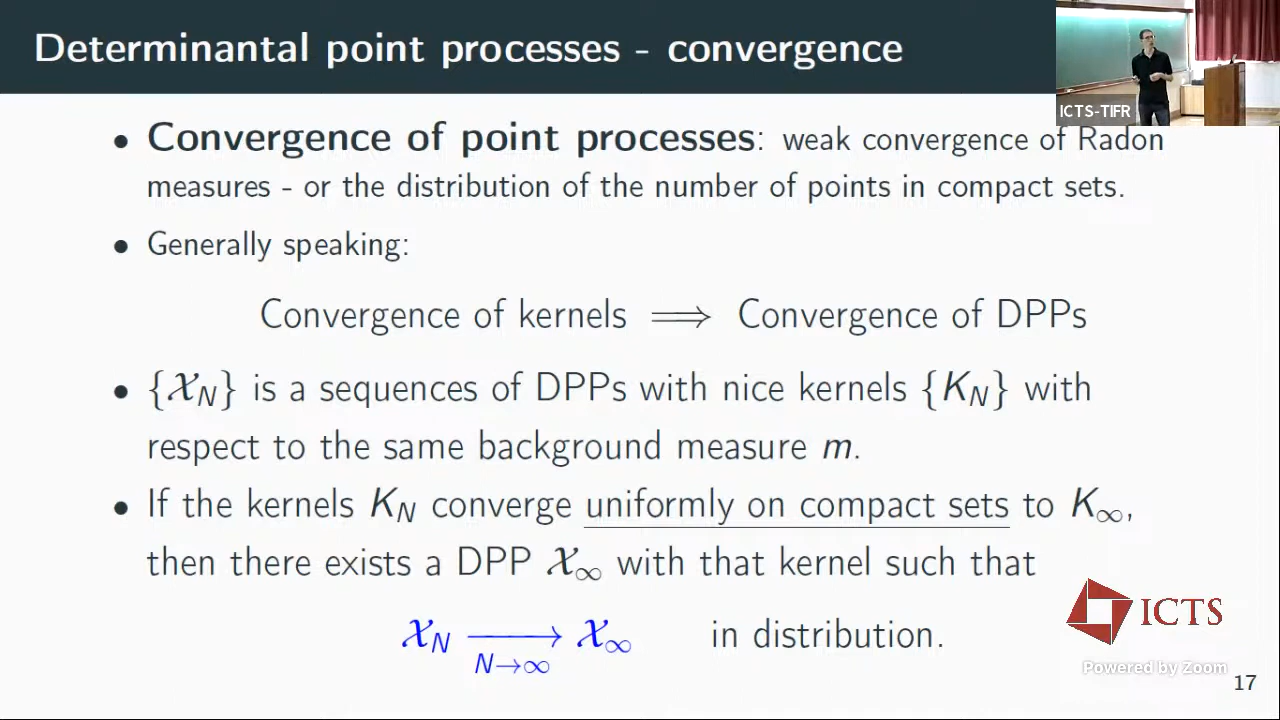 Determinantal point processes - convergence
ICTS-TIFR
• Convergence of point processes: weak convergence of Radon
measures - or the distribution of the number of points in compact sets.
• Generally speaking:
Convergence of kernels ⟹ Convergence of DPPs
• {𝒳_N} is a sequences of DPPs with nice kernels {K_N} with
respect to the same background measure m.
• If the kernels K_N converge uniformly on compact sets to K_∞,
then there exists a DPP 𝒳_∞ with that kernel such that
𝒳_N ⟶ 𝒳_∞ in distribution.
N→∞
ICTS
Powered by Zoom
17